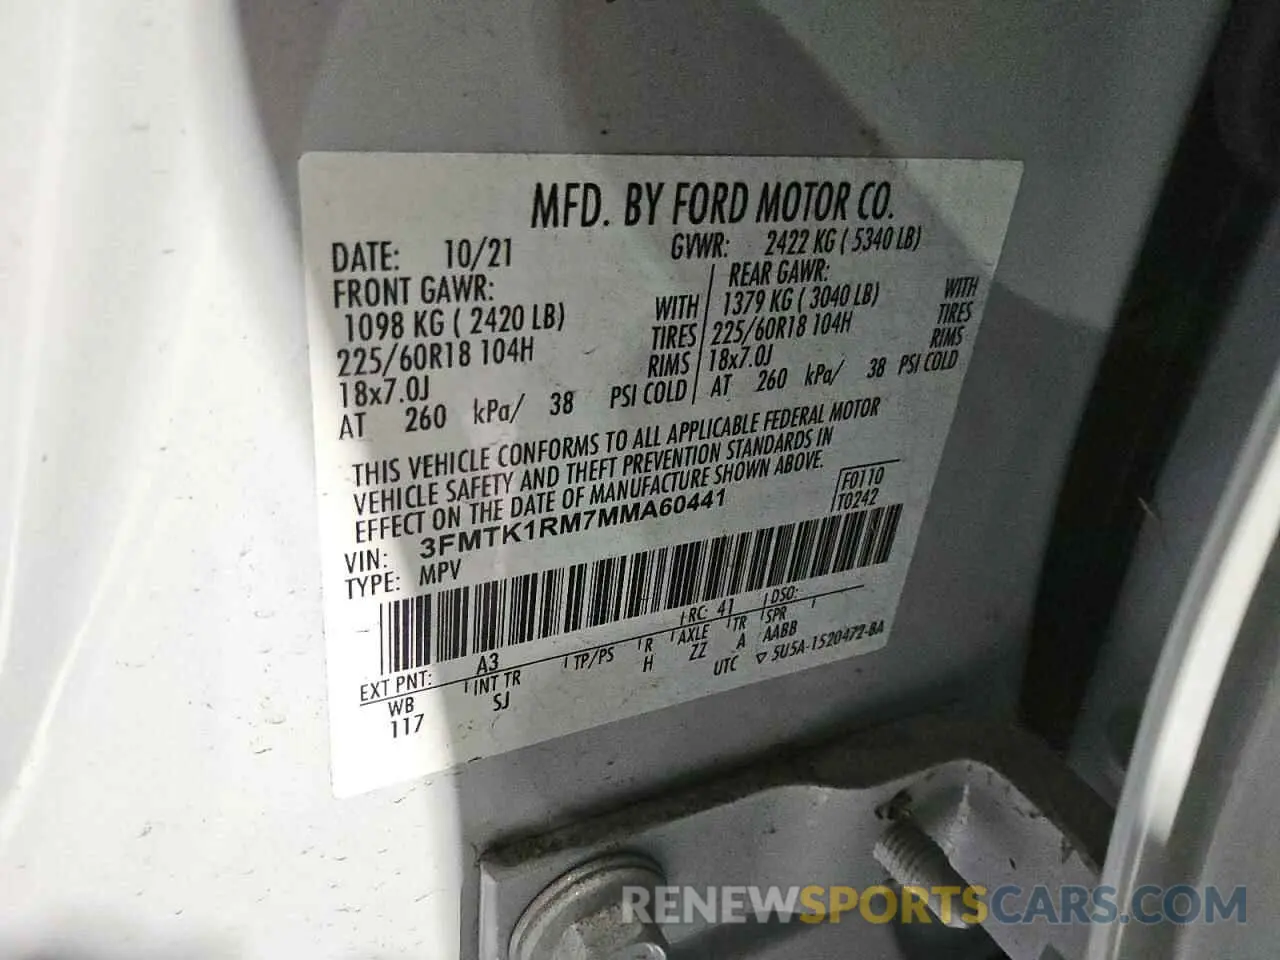 MFD. BY FORD MOTOR CO.
DATE: 10/21 GVWR: 2422 KG ( 5340 LB)
FRONT GAWR:
1098 KG ( 2420 LB) WITH
225/60R18 104H TIRES
18x7.0J RIMS
AT 260 kPa/ 38 PSI COLD
REAR GAWR:
1379 KG ( 3040 LB) WITH
225/60R18 104H TIRES
18x7.0J RIMS
AT 260 kPa/ 38 PSI COLD
THIS VEHICLE CONFORMS TO ALL APPLICABLE FEDERAL MOTOR
VEHICLE SAFETY AND THEFT PREVENTION STANDARDS IN
EFFECT ON THE DATE OF MANUFACTURE SHOWN ABOVE.
F0110
T0242
VIN: 3FMTK1RM7MMA60441
TYPE: MPV
RC: 41 DSO:
EXT PNT: A3
WB INT TR TP/PS R AXLE TR SPR
117 SJ H ZZ A AABB
UTC ▽ 5U5A-1520472-BA
RENEWSPORTSCARS.COM